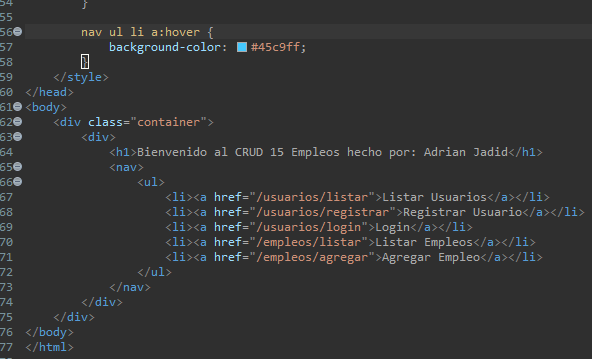 54 }
55
56 nav ul li a:hover {
57 background-color: #45c9ff;
58 }
59 </style>
60 </head>
61 <body>
62 <div class="container">
63 <div>
64 <h1>Bienvenido al CRUD 15 Empleos hecho por: Adrian Jadid</h1>
65 <nav>
66 <ul>
67 <li><a href="/usuarios/listar">Listar Usuarios</a></li>
68 <li><a href="/usuarios/registrar">Registrar Usuario</a></li>
69 <li><a href="/usuarios/login">Login</a></li>
70 <li><a href="/empleos/listar">Listar Empleos</a></li>
71 <li><a href="/empleos/agregar">Agregar Empleo</a></li>
72 </ul>
73 </nav>
74 </div>
75 </div>
76 </body>
77 </html>